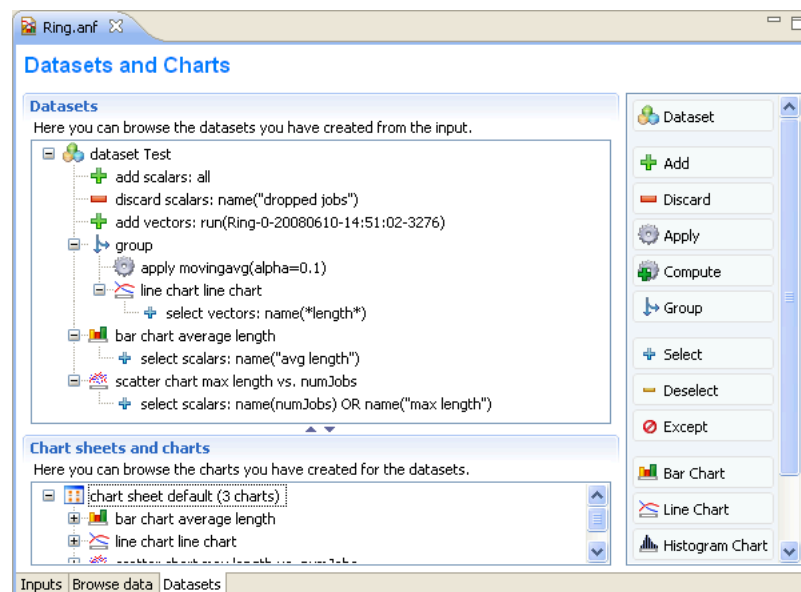 Ring.anf
Datasets and Charts
Datasets
Here you can browse the datasets you have created from the input.
dataset Test
add scalars: all
discard scalars: name("dropped jobs")
add vectors: run(Ring-0-20080610-14:51:02-3276)
group
apply movingavg(alpha=0.1)
line chart line chart
select vectors: name(*length*)
bar chart average length
select scalars: name("avg length")
scatter chart max length vs. numJobs
select scalars: name(numJobs) OR name("max length")
Chart sheets and charts
Here you can browse the charts you have created for the datasets.
chart sheet default (3 charts)
bar chart average length
line chart line chart
scatter chart max length vs. numJobs
Dataset
Add
Discard
Apply
Compute
Group
Select
Deselect
Except
Bar Chart
Line Chart
Histogram Chart
Inputs Browse data Datasets